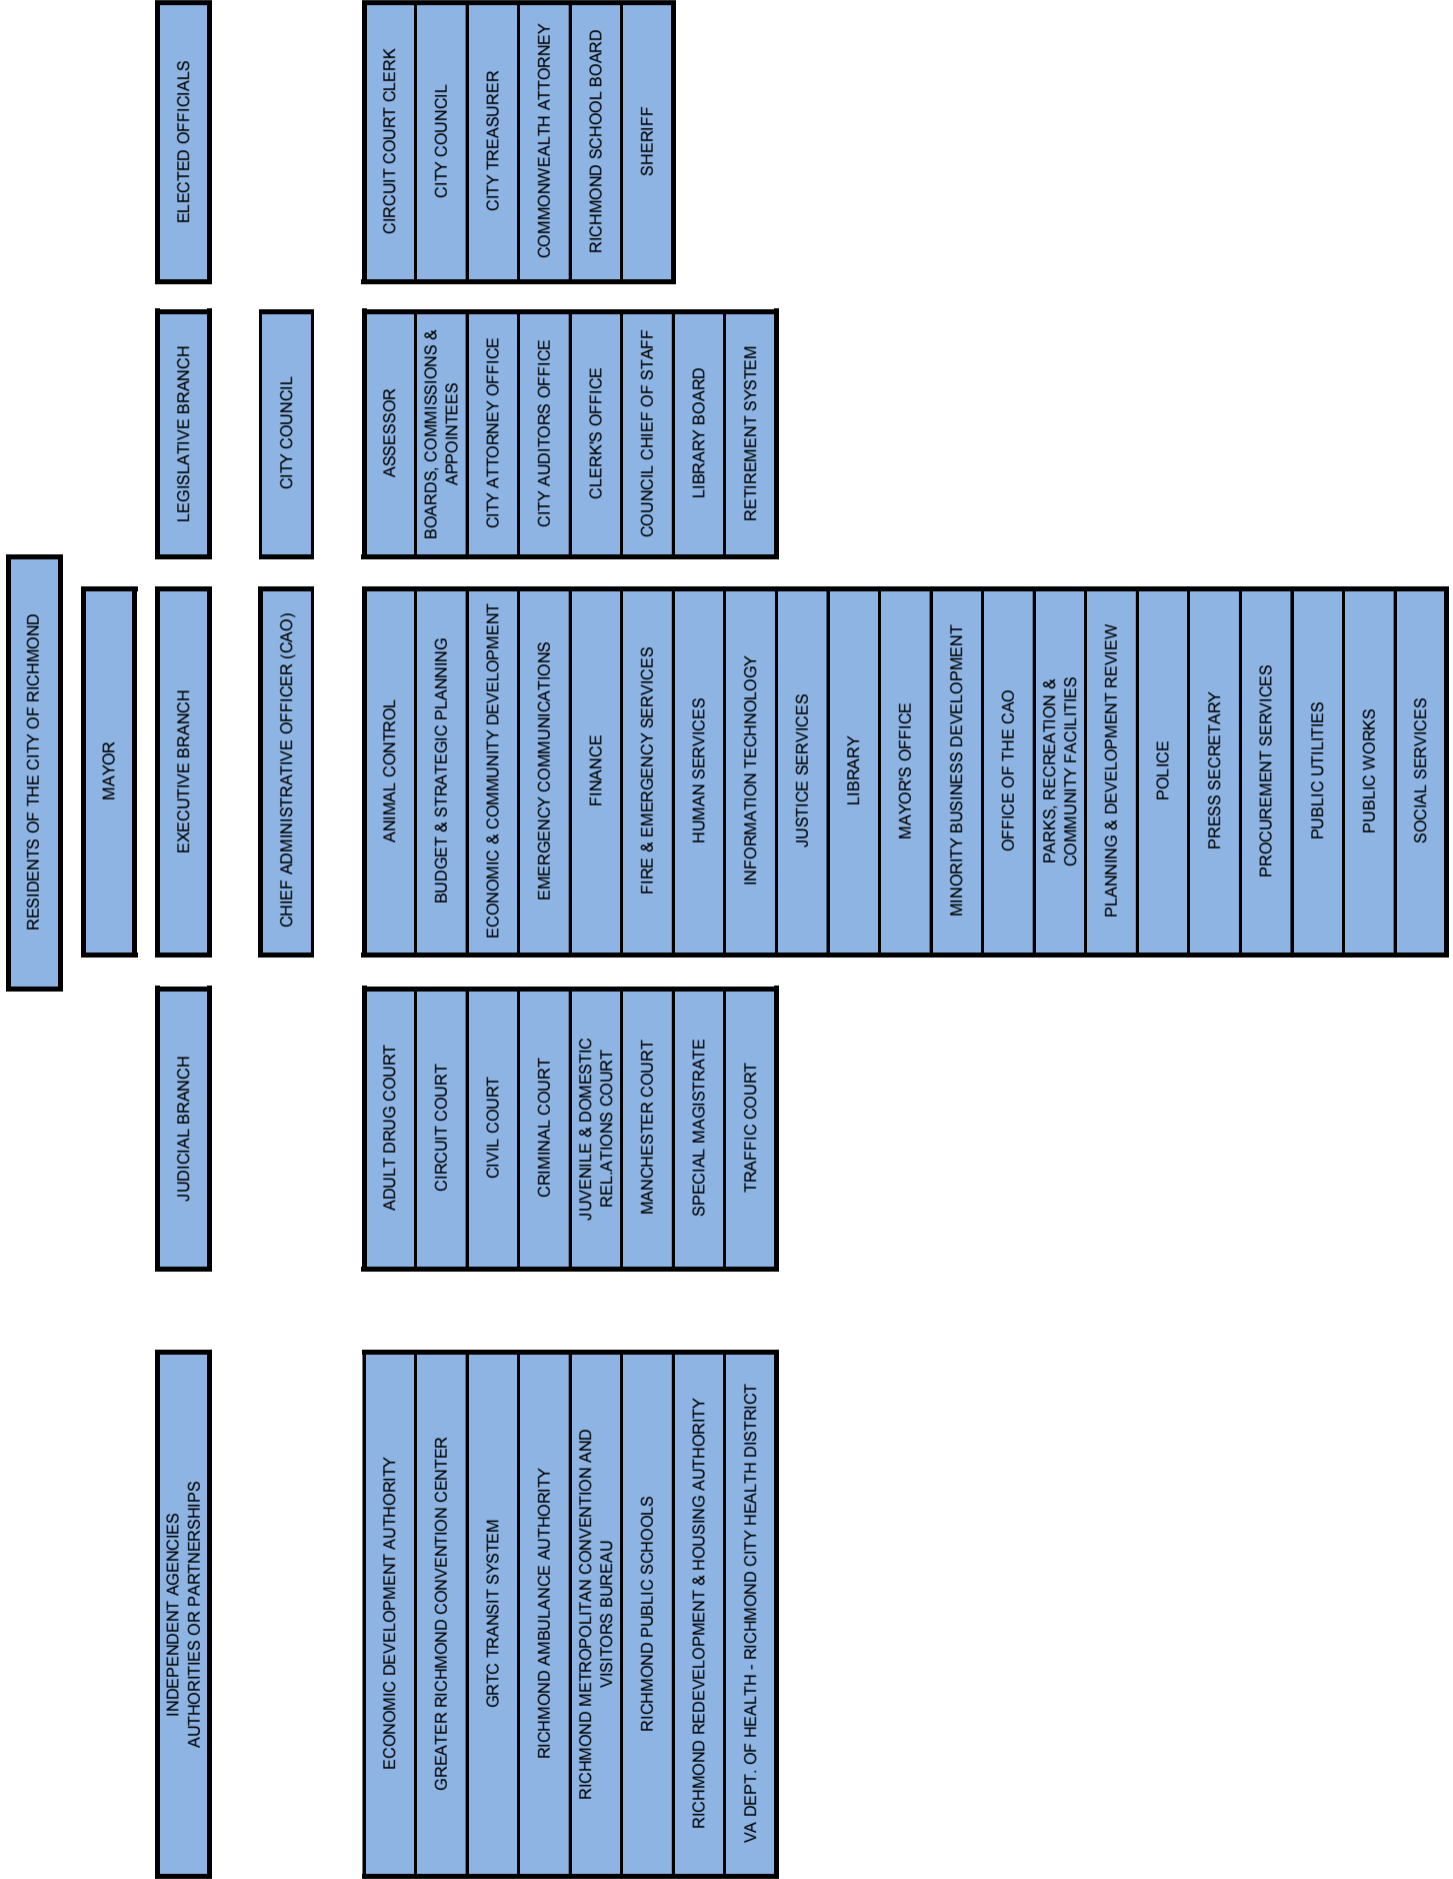 RESIDENTS OF THE CITY OF RICHMOND
MAYOR
INDEPENDENT AGENCIES
AUTHORITIES OR PARTNERSHIPS
JUDICIAL BRANCH
EXECUTIVE BRANCH
LEGISLATIVE BRANCH
ELECTED OFFICIALS
CHIEF ADMINISTRATIVE OFFICER (CAO)
CITY COUNCIL
ECONOMIC DEVELOPMENT AUTHORITY
GREATER RICHMOND CONVENTION CENTER
GRTC TRANSIT SYSTEM
RICHMOND AMBULANCE AUTHORITY
RICHMOND METROPOLITAN CONVENTION AND
VISITORS BUREAU
RICHMOND PUBLIC SCHOOLS
RICHMOND REDEVELOPMENT & HOUSING AUTHORITY
VA DEPT. OF HEALTH - RICHMOND CITY HEALTH DISTRICT
ADULT DRUG COURT
CIRCUIT COURT
CIVIL COURT
CRIMINAL COURT
JUVENILE & DOMESTIC
RELATIONS COURT
MANCHESTER COURT
SPECIAL MAGISTRATE
TRAFFIC COURT
ANIMAL CONTROL
BUDGET & STRATEGIC PLANNING
ECONOMIC & COMMUNITY DEVELOPMENT
EMERGENCY COMMUNICATIONS
FINANCE
FIRE & EMERGENCY SERVICES
HUMAN SERVICES
INFORMATION TECHNOLOGY
JUSTICE SERVICES
LIBRARY
MAYOR'S OFFICE
MINORITY BUSINESS DEVELOPMENT
OFFICE OF THE CAO
PARKS, RECREATION &
COMMUNITY FACILITIES
PLANNING & DEVELOPMENT REVIEW
POLICE
PRESS SECRETARY
PROCUREMENT SERVICES
PUBLIC UTILITIES
PUBLIC WORKS
SOCIAL SERVICES
ASSESSOR
BOARDS, COMMISSIONS &
APPOINTEES
CITY ATTORNEY OFFICE
CITY AUDITORS OFFICE
CLERK'S OFFICE
COUNCIL CHIEF OF STAFF
LIBRARY BOARD
RETIREMENT SYSTEM
CIRCUIT COURT CLERK
CITY COUNCIL
CITY TREASURER
COMMONWEALTH ATTORNEY
RICHMOND SCHOOL BOARD
SHERIFF